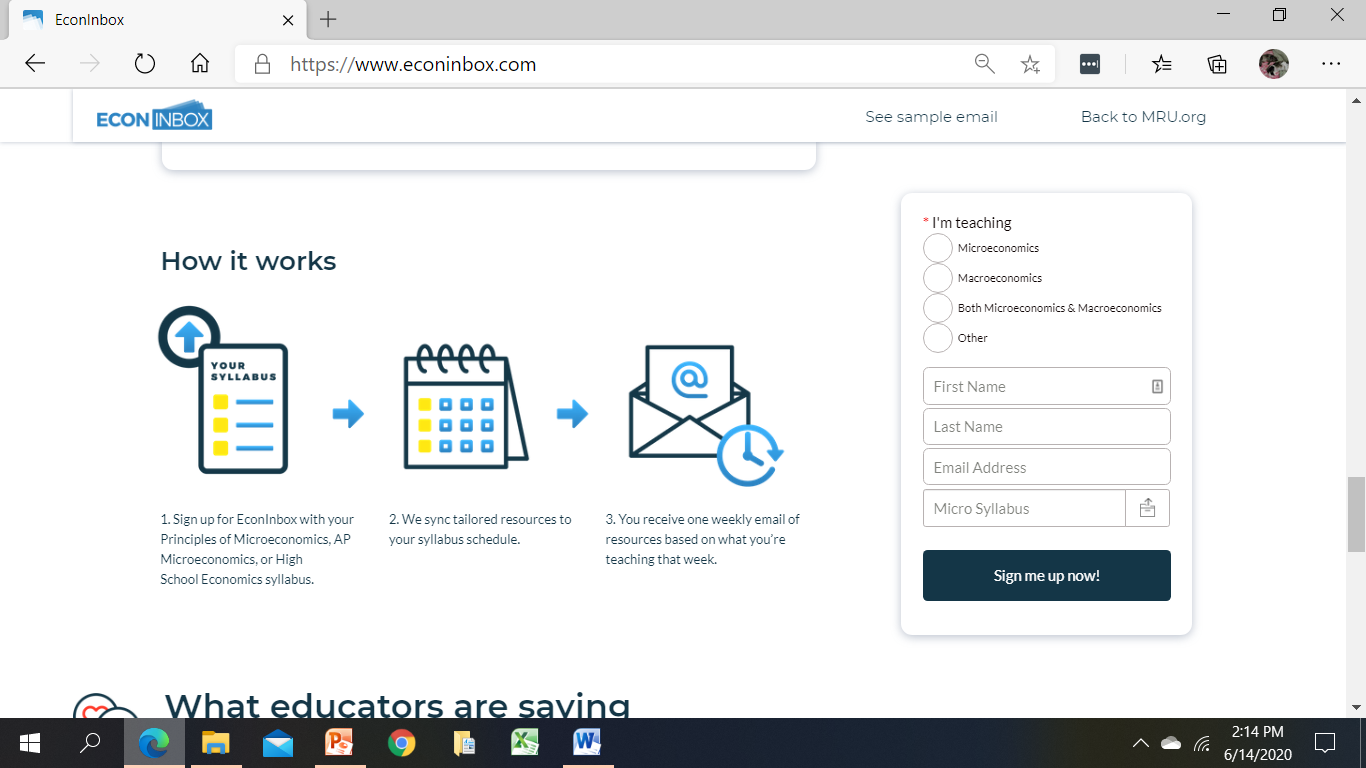 EconInbox
https://www.econinbox.com
ECON INBOX
See sample email
Back to MRU.org
How it works
YOUR
SYLLABUS
@
1. Sign up for EconInbox with your
Principles of Microeconomics, AP
Microeconomics, or High
School Economics syllabus.
2. We sync tailored resources to
your syllabus schedule.
3. You receive one weekly email of
resources based on what you're
teaching that week.
* I'm teaching
Microeconomics
Macroeconomics
Both Microeconomics & Macroeconomics
Other
First Name
Last Name
Email Address
Micro Syllabus
Sign me up now!
What educators are saying
2:14 PM
6/14/2020